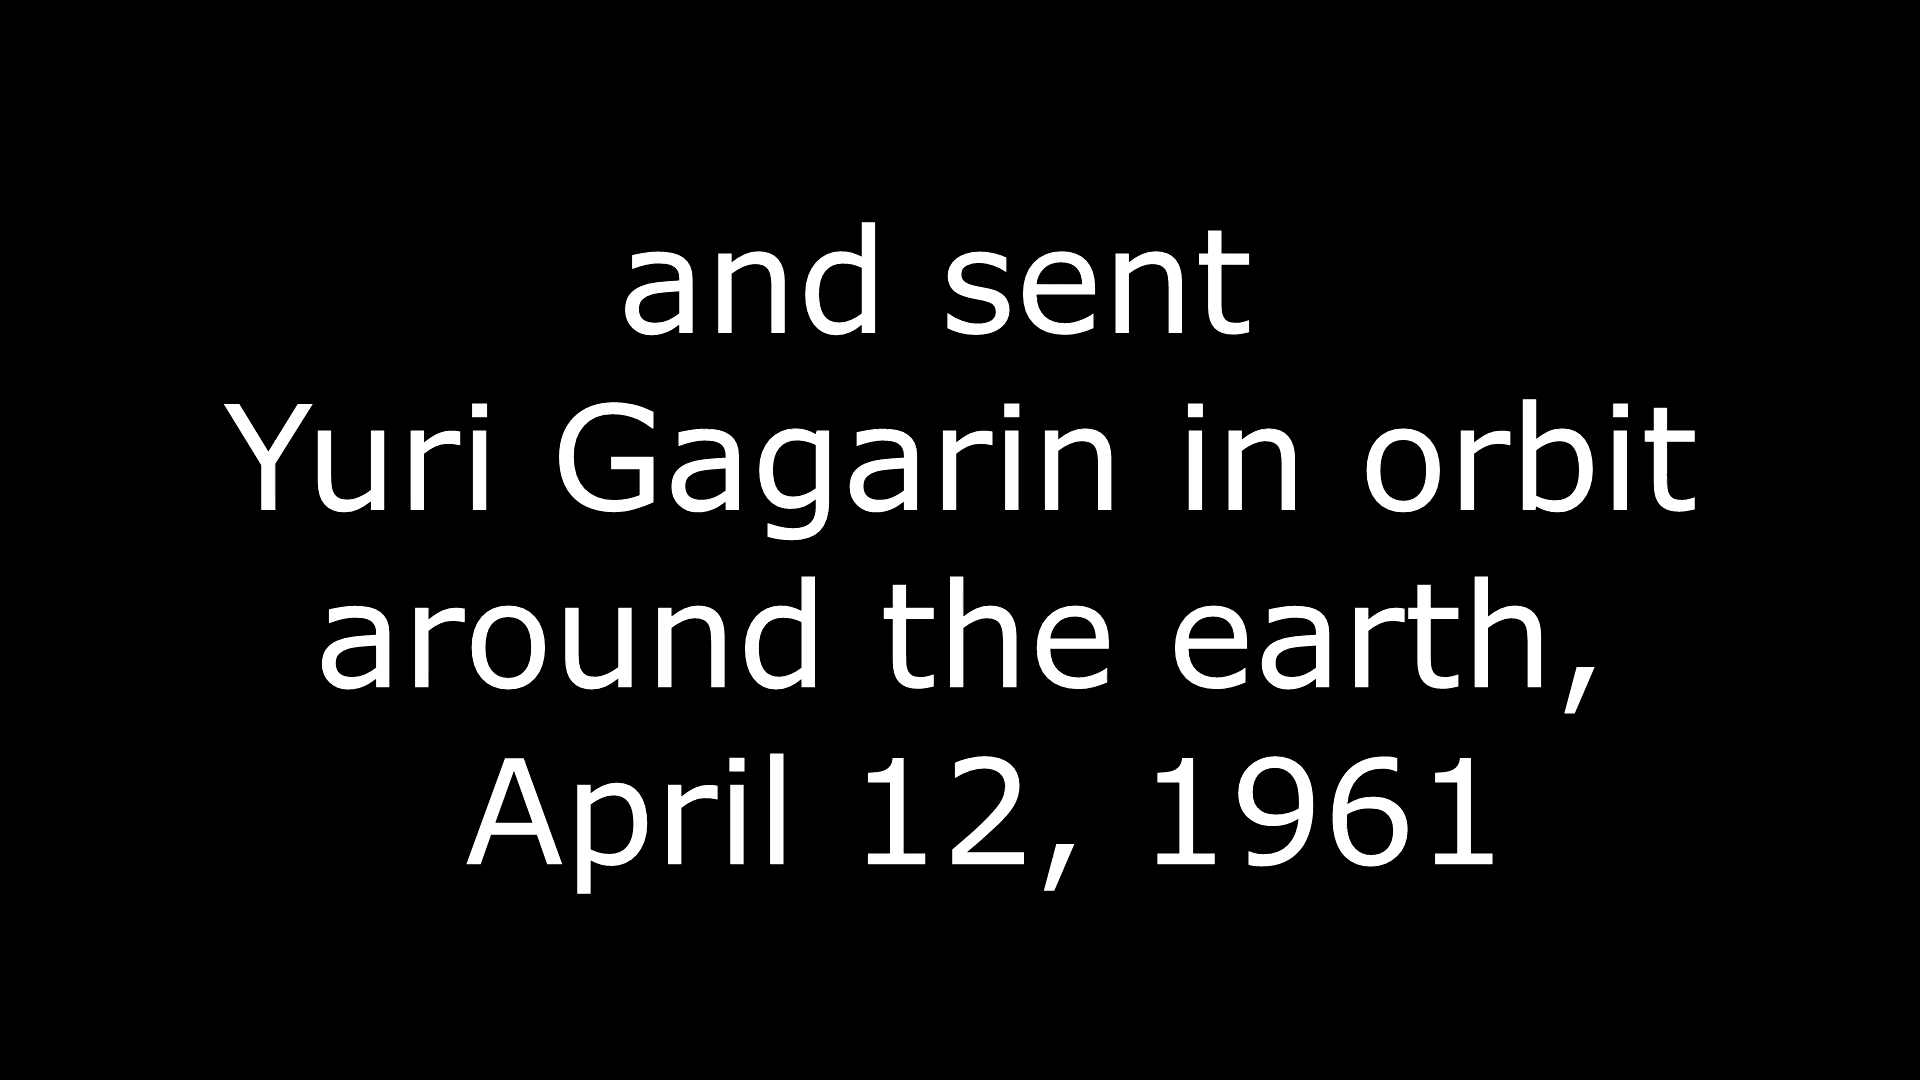 and sent
Yuri Gagarin in orbit
around the earth,
April 12, 1961